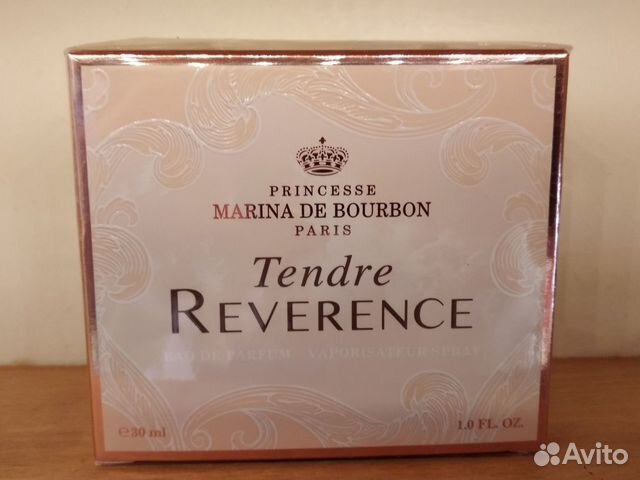 PRINCESSE
MARINA DE BOURBON
PARIS
Tendre
REVERENCE
EAU DE PARFUM - VAPORISATEUR SPRAY
℮30 ml
1.0 FL. OZ.
Avito